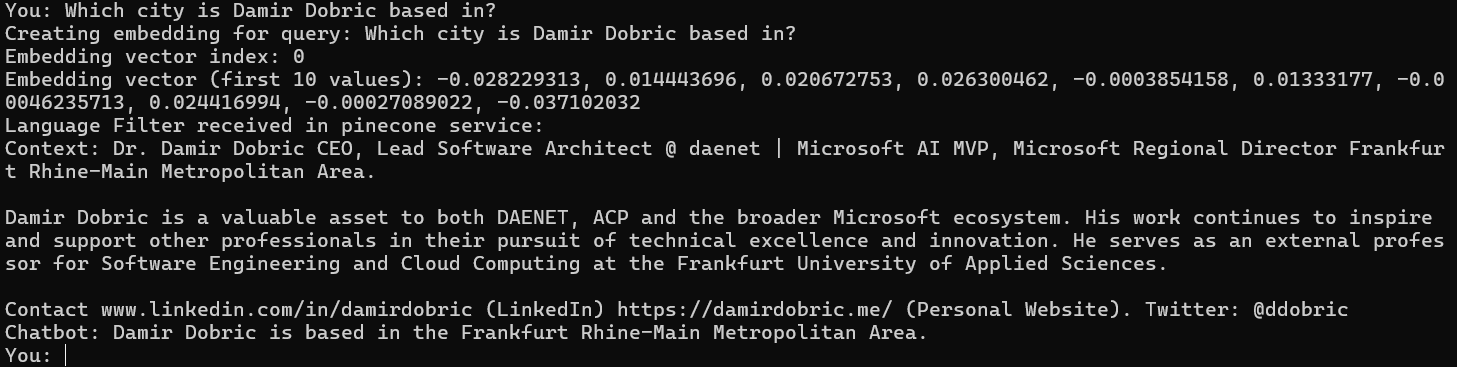 You: Which city is Damir Dobric based in?
Creating embedding for query: Which city is Damir Dobric based in?
Embedding vector index: 0
Embedding vector (first 10 values): -0.028229313, 0.014443696, 0.020672753, 0.026300462, -0.0003854158, 0.01333177, -0.0
046235713, 0.024416994, -0.00027089022, -0.037102032
Language Filter received in pinecone service:
Context: Dr. Damir Dobric CEO, Lead Software Architect @ daenet | Microsoft AI MVP, Microsoft Regional Director Frankfur
t Rhine-Main Metropolitan Area.

Damir Dobric is a valuable asset to both DAENET, ACP and the broader Microsoft ecosystem. His work continues to inspire
and support other professionals in their pursuit of technical excellence and innovation. He serves as an external profes
sor for Software Engineering and Cloud Computing at the Frankfurt University of Applied Sciences.

Contact www.linkedin.com/in/damirdobric (LinkedIn) https://damirdobric.me/ (Personal Website). Twitter: @ddobric
Chatbot: Damir Dobric is based in the Frankfurt Rhine-Main Metropolitan Area.
You: